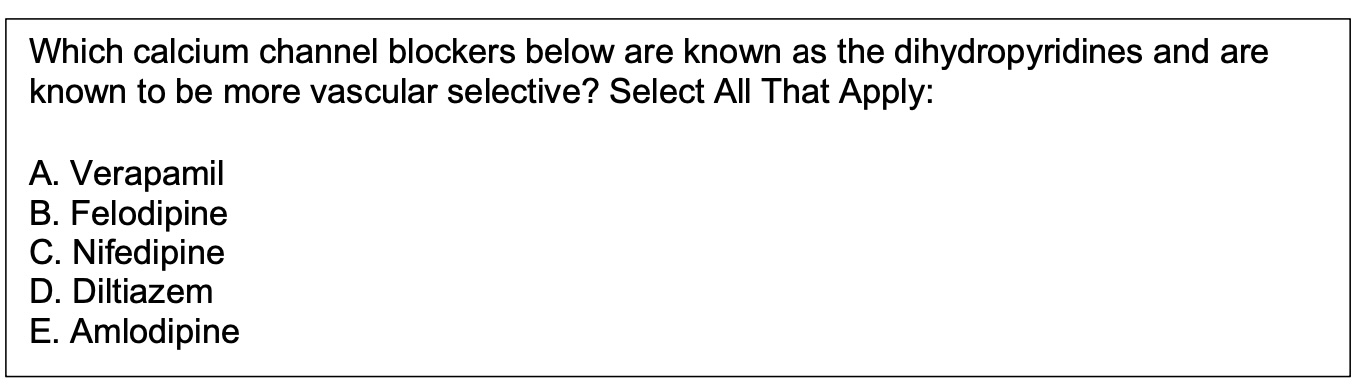 Which calcium channel blockers below are known as the dihydropyridines and are
known to be more vascular selective? Select All That Apply:
A. Verapamil
B. Felodipine
C. Nifedipine
D. Diltiazem
E. Amlodipine